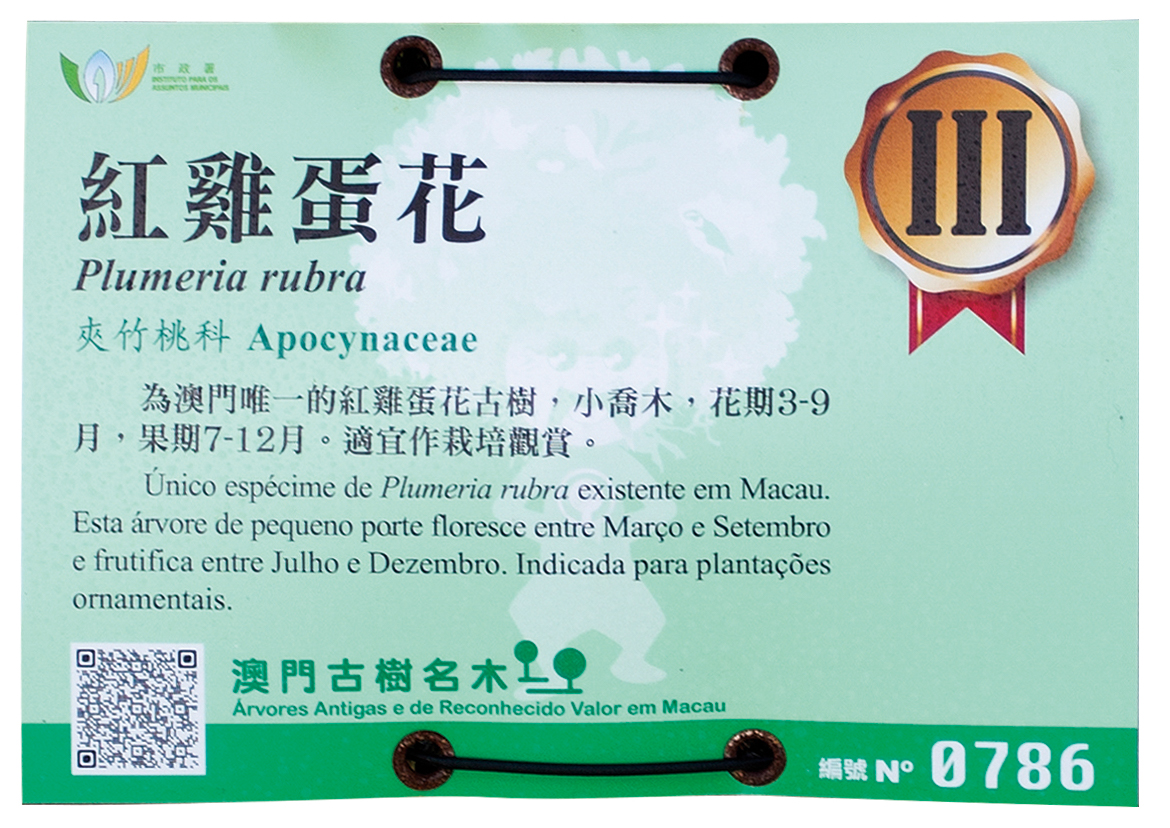 市政署
INSTITUTO PARA OS
ASSUNTOS MUNICIPAIS
III
紅雞蛋花
Plumeria rubra
夾竹桃科 Apocynaceae
為澳門唯一的紅雞蛋花古樹，小喬木，花期3-9
月，果期7-12月。適宜作栽培觀賞。
Único espécime de Plumeria rubra existente em Macau.
Esta árvore de pequeno porte floresce entre Março e Setembro
e frutifica entre Julho e Dezembro. Indicada para plantações
ornamentais.
澳門古樹名木
Árvores Antigas e de Reconhecido Valor em Macau
編號 Nº 0786